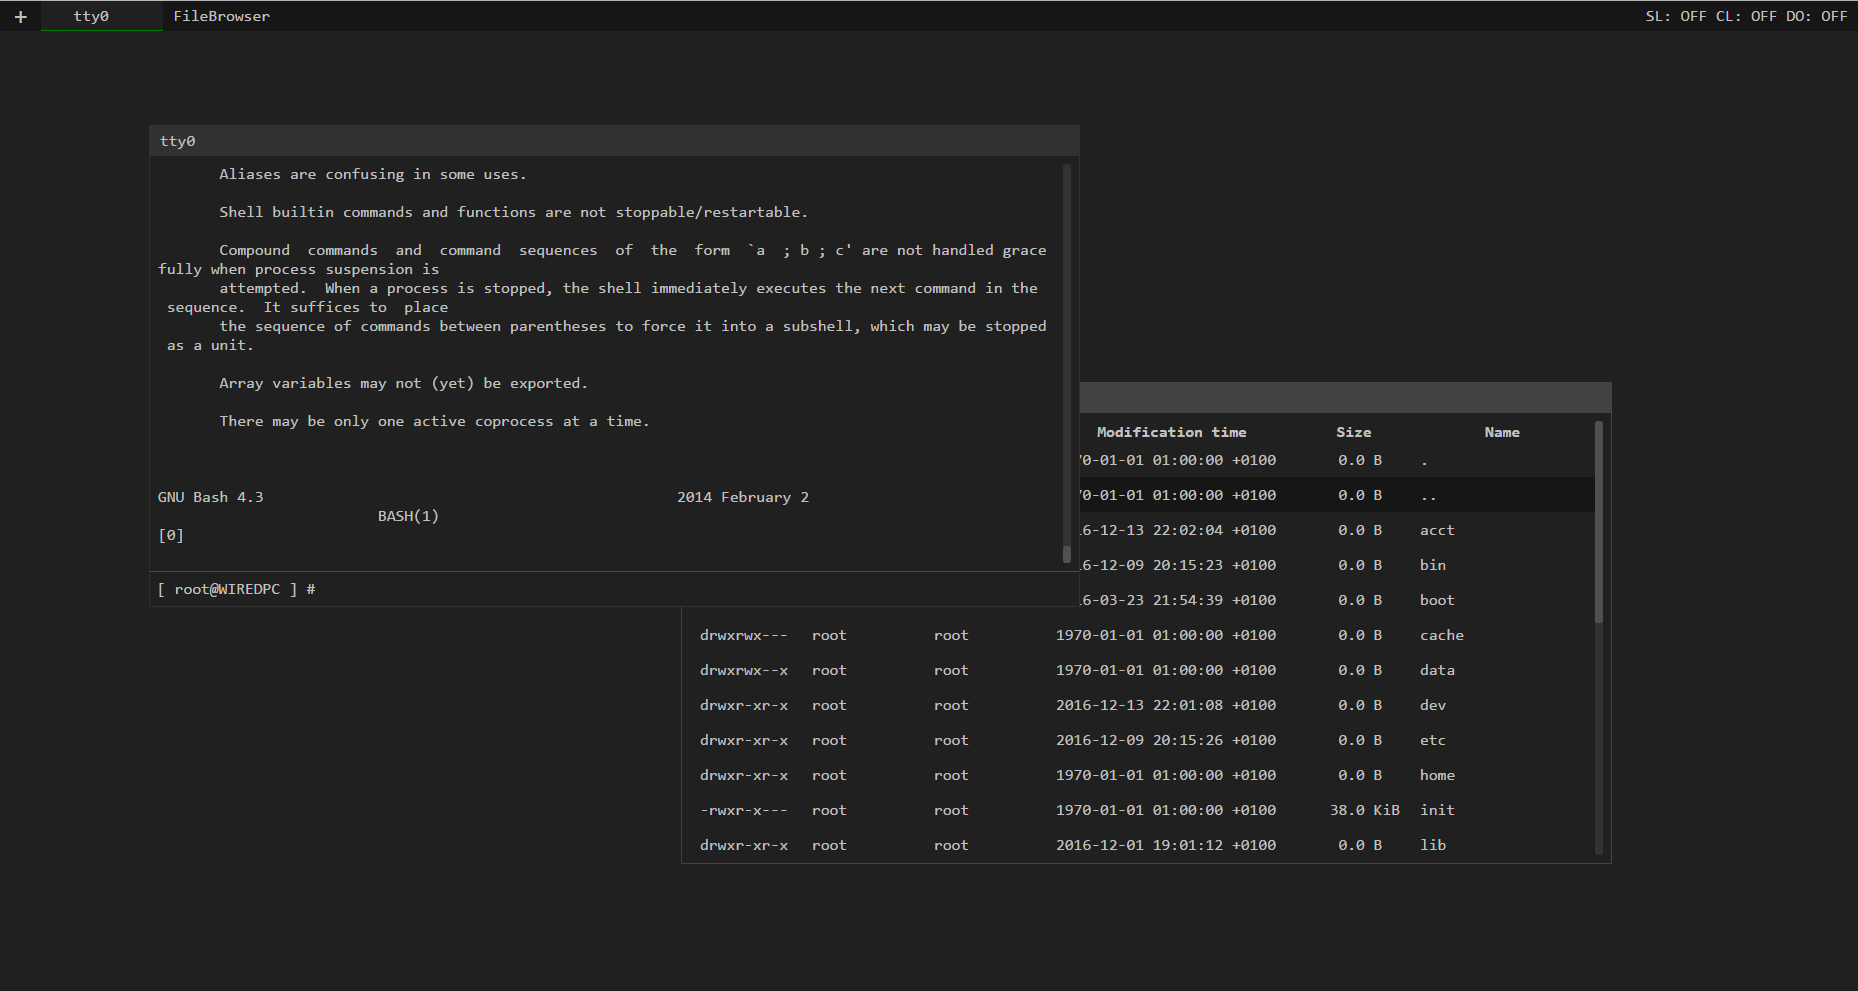 + tty0 FileBrowser SL: OFF CL: OFF DO: OFF
tty0
Aliases are confusing in some uses.
Shell builtin commands and functions are not stoppable/restartable.
Compound  commands  and  command  sequences  of  the  form  `a  ; b ; c' are not handled grace
fully when process suspension is
attempted.  When a process is stopped, the shell immediately executes the next command in the
sequence.  It suffices to  place
the sequence of commands between parentheses to force it into a subshell, which may be stopped
as a unit.
Array variables may not (yet) be exported.
There may be only one active coprocess at a time.
GNU Bash 4.3 2014 February 2
BASH(1)
[0]
[ root@WIREDPC ] #
Modification time Size Name
70-01-01 01:00:00 +0100 0.0 B .
70-01-01 01:00:00 +0100 0.0 B ..
16-12-13 22:02:04 +0100 0.0 B acct
16-12-09 20:15:23 +0100 0.0 B bin
16-03-23 21:54:39 +0100 0.0 B boot
drwxrwx--- root root 1970-01-01 01:00:00 +0100 0.0 B cache
drwxrwx--x root root 1970-01-01 01:00:00 +0100 0.0 B data
drwxr-xr-x root root 2016-12-13 22:01:08 +0100 0.0 B dev
drwxr-xr-x root root 2016-12-09 20:15:26 +0100 0.0 B etc
drwxr-xr-x root root 1970-01-01 01:00:00 +0100 0.0 B home
-rwxr-x--- root root 1970-01-01 01:00:00 +0100 38.0 KiB init
drwxr-xr-x root root 2016-12-01 19:01:12 +0100 0.0 B lib